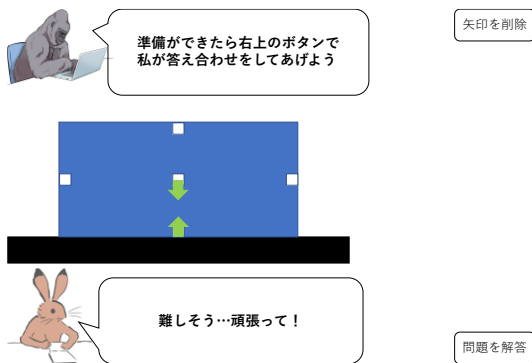 準備ができたら右上のボタンで
私が答え合わせをしてあげよう
矢印を削除
難しそう…頑張って！
問題を解答